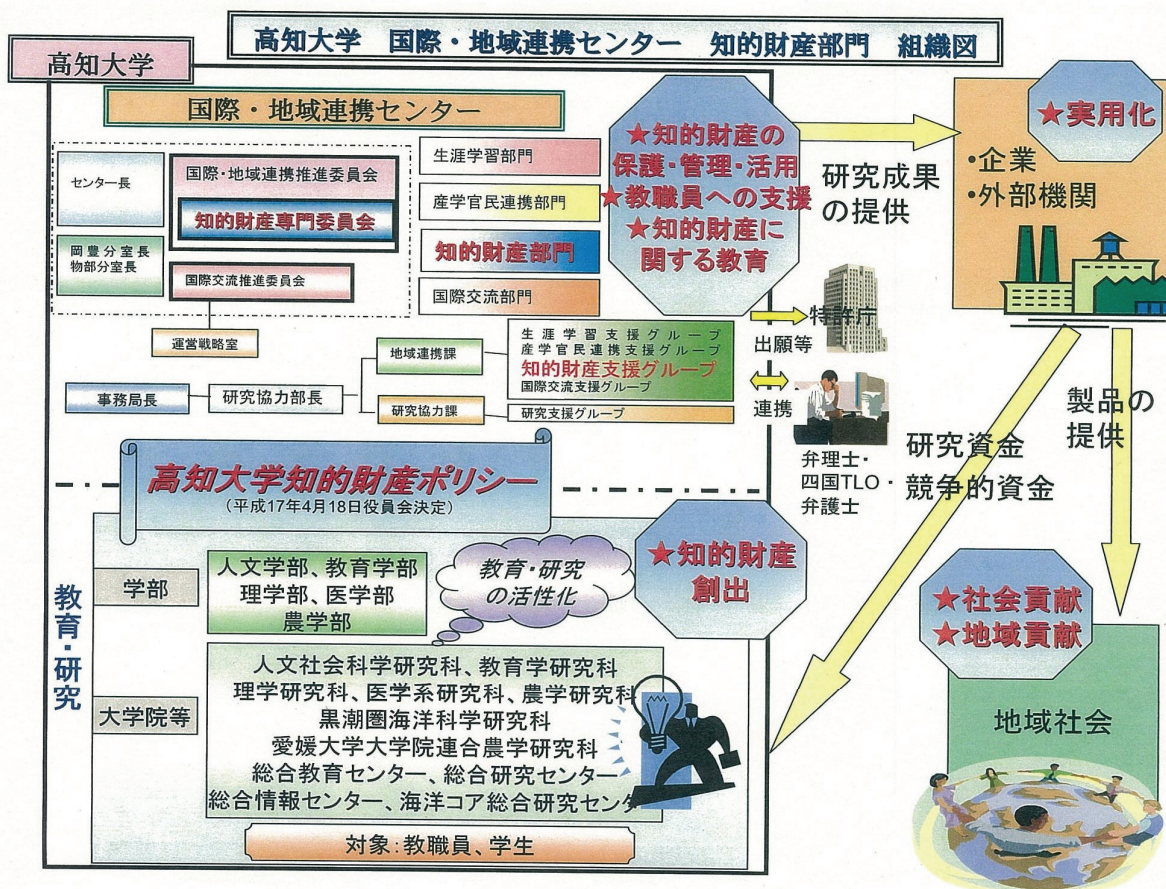 高知大学　国際・地域連携センター　知的財産部門　組織図
高知大学
国際・地域連携センター
センター長
岡豊分室長
物部分室長
国際・地域連携推進委員会
知的財産専門委員会
国際交流推進委員会
運営戦略室
生涯学習部門
産学官民連携部門
知的財産部門
国際交流部門
★知的財産の
保護・管理・活用
★教職員への支援
★知的財産に
関する教育
研究成果
の提供
★実用化
・企業
・外部機関
特許庁
出願等
連携
弁理士・
四国TLO・
弁護士
事務局長
研究協力部長
地域連携課
研究協力課
生涯学習支援グループ
産学官民連携支援グループ
知的財産支援グループ
国際交流支援グループ
研究支援グループ
研究資金
競争的資金
製品の
提供
高知大学知的財産ポリシー
（平成17年4月18日役員会決定）
教育・研究
学部
人文学部、教育学部
理学部、医学部
農学部
教育・研究
の活性化
★知的財産
創出
大学院等
人文社会科学研究科、教育学研究科
理学研究科、医学系研究科、農学研究科
黒潮圏海洋科学研究科
愛媛大学大学院連合農学研究科
総合教育センター、総合研究センター
総合情報センター、海洋コア総合研究センタ
対象：教職員、学生
★社会貢献
★地域貢献
地域社会